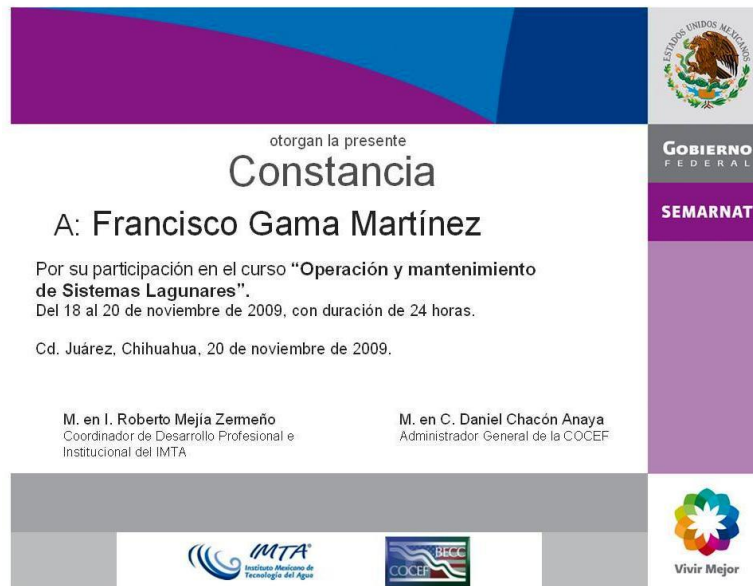 ESTADOS UNIDOS MEXICANOS
GOBIERNO
FEDERAL
SEMARNAT
otorgan la presente
Constancia
A: Francisco Gama Martínez
Por su participación en el curso “Operación y mantenimiento
de Sistemas Lagunares”.
Del 18 al 20 de noviembre de 2009, con duración de 24 horas.
Cd. Juárez, Chihuahua, 20 de noviembre de 2009.
M. en I. Roberto Mejía Zermeño
Coordinador de Desarrollo Profesional e
Institucional del IMTA
M. en C. Daniel Chacón Anaya
Administrador General de la COCEF
IMTA
Instituto Mexicano de
Tecnología del Agua
BECC
COCEF
Vivir Mejor